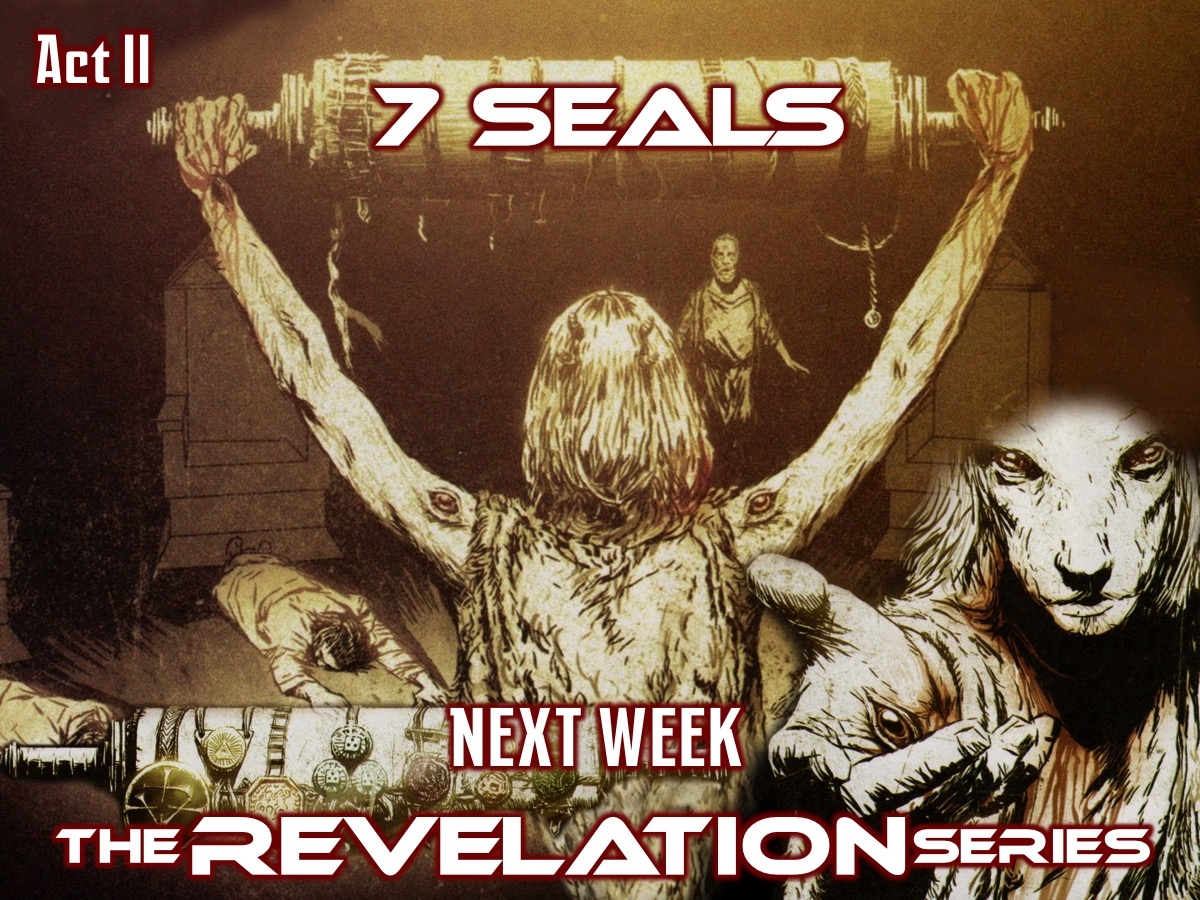 Act II
7 SEALS
NEXT WEEK
THE REVELATION SERIES